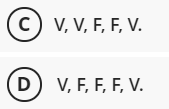 C V, V, F, F, V.
D V, F, F, F, V.